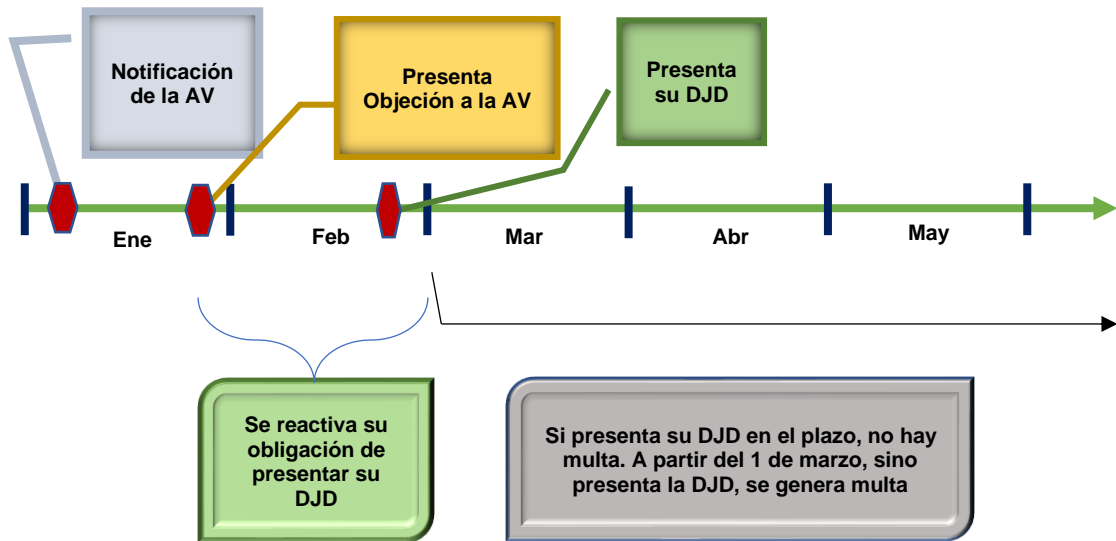 Notificación
de la AV
Presenta
Objeción a la AV
Presenta
su DJD
Ene
Feb
Mar
Abr
May
Se reactiva su
obligación de
presentar su
DJD
Si presenta su DJD en el plazo, no hay
multa. A partir del 1 de marzo, sino
presenta la DJD, se genera multa